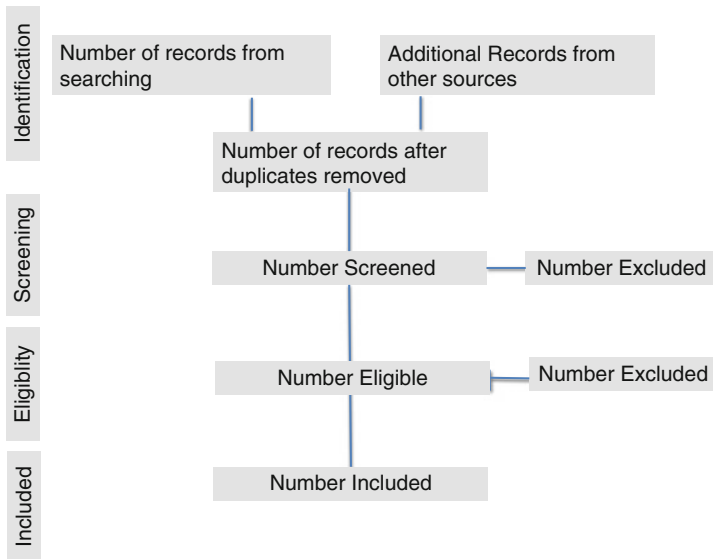 Identification
Number of records from
searching
Additional Records from
other sources
Number of records after
duplicates removed
Screening
Number Screened
Number Excluded
Eligiblity
Number Eligible
Number Excluded
Included
Number Included